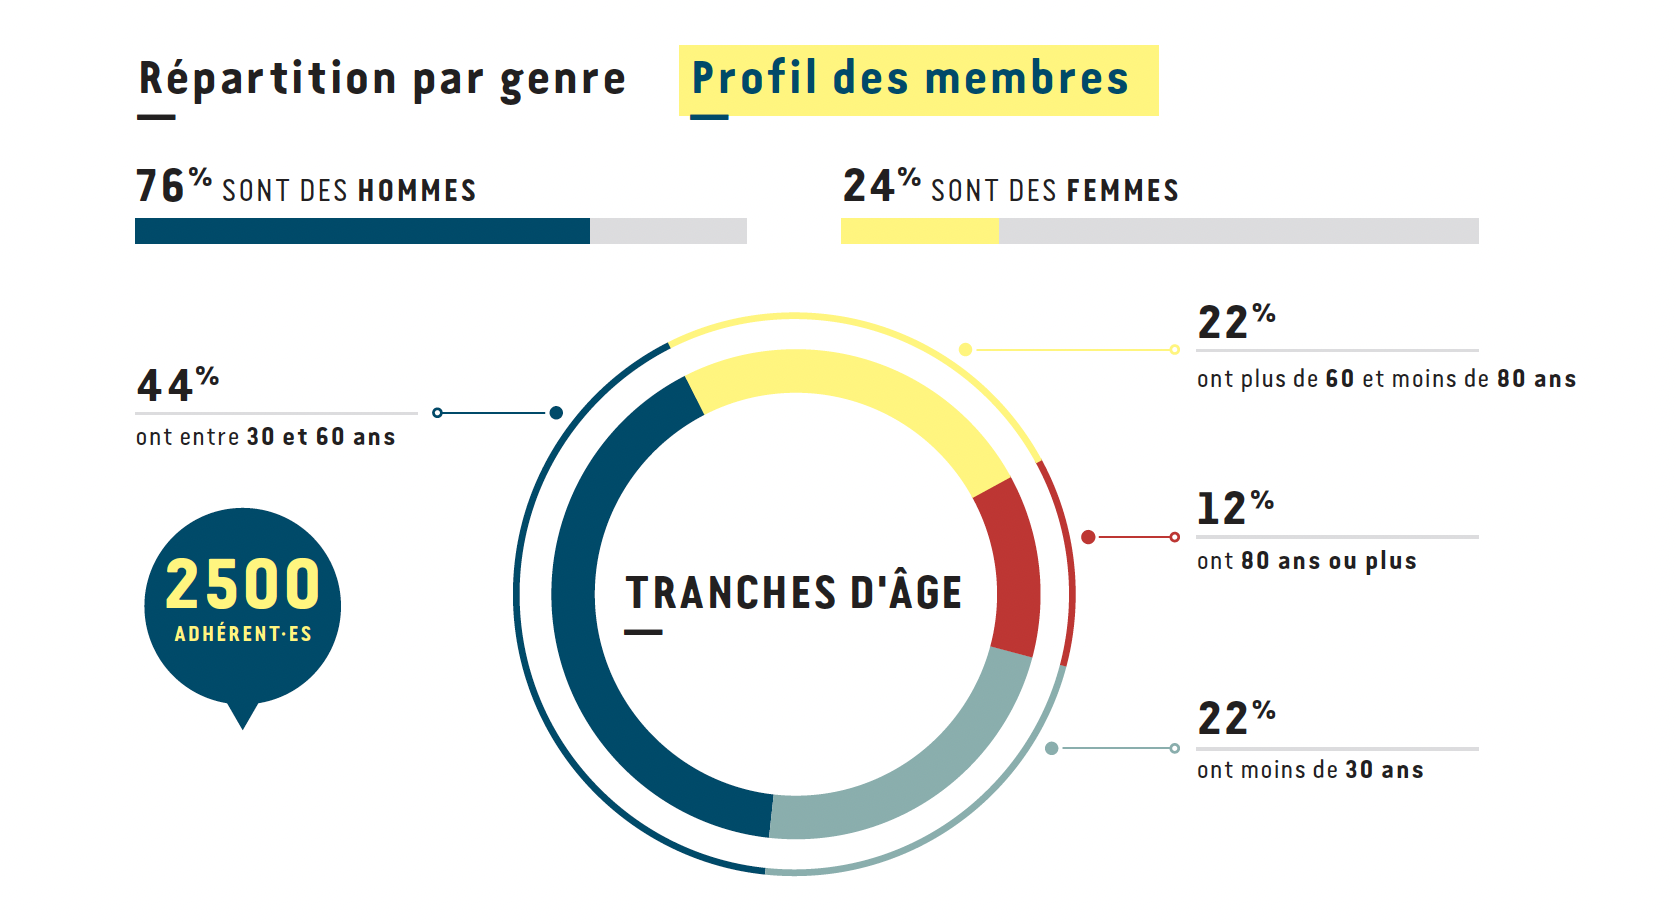 Répartition par genre
Profil des membres
76% SONT DES HOMMES
24% SONT DES FEMMES
44%
ont entre 30 et 60 ans
2500
ADHÉRENT·ES
TRANCHES D'ÂGE
22%
ont plus de 60 et moins de 80 ans
12%
ont 80 ans ou plus
22%
ont moins de 30 ans